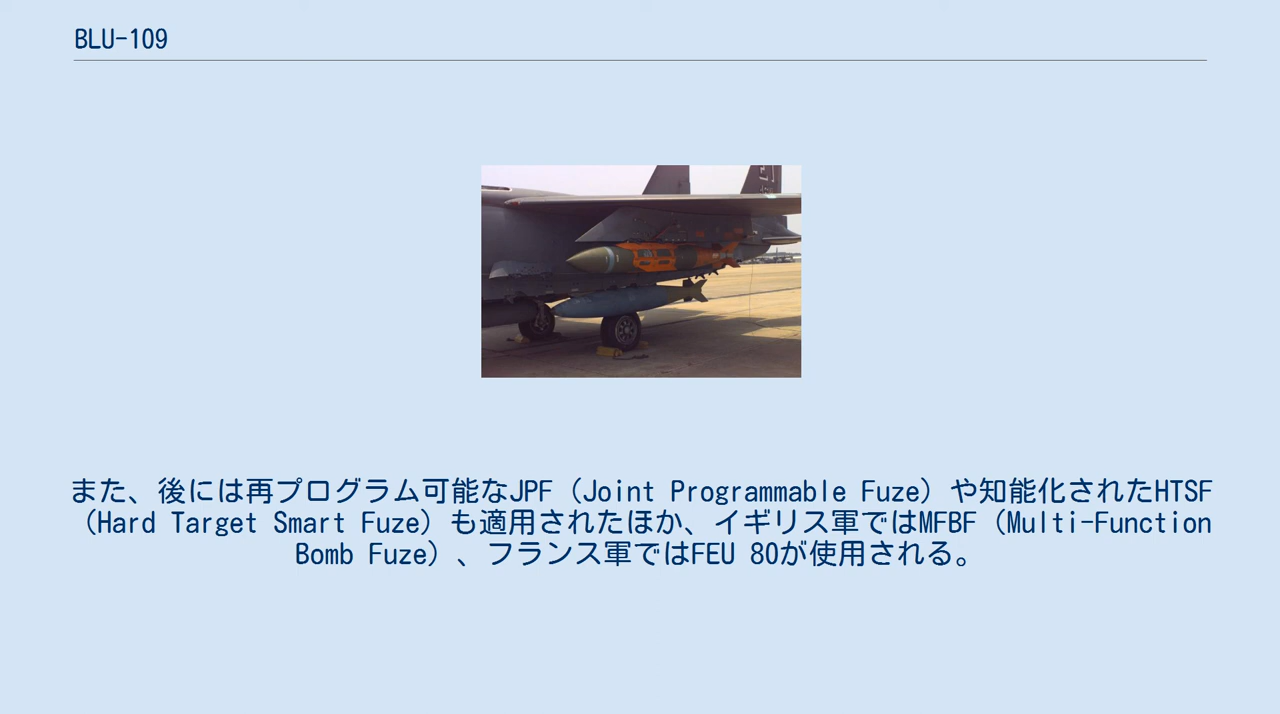 BLU-109
また、後には再プログラム可能なJPF（Joint Programmable Fuze）や知能化されたHTSF
（Hard Target Smart Fuze）も適用されたほか、イギリス軍ではMFBF（Multi-Function
Bomb Fuze）、フランス軍ではFEU 80が使用される。